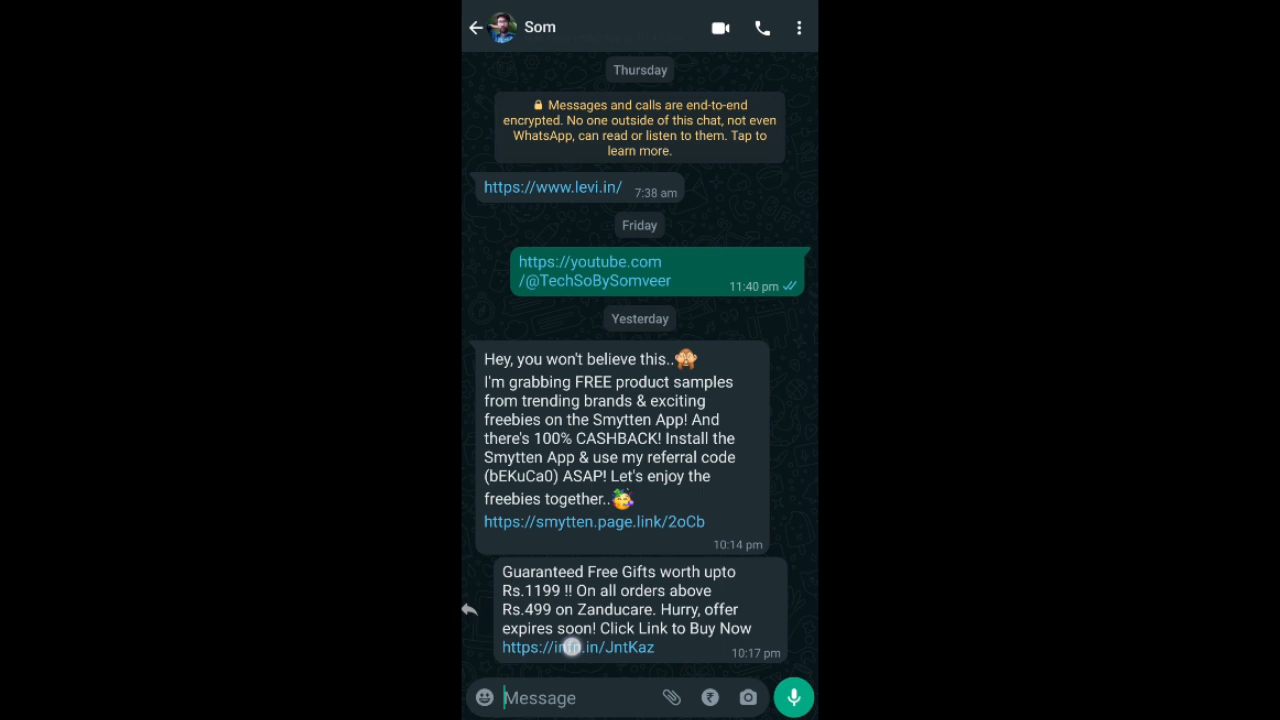 Som
Thursday
Messages and calls are end-to-end
encrypted. No one outside of this chat, not even
WhatsApp, can read or listen to them. Tap to
learn more.
https://www.levi.in/
7:38 am
Friday
https://youtube.com
/@TechSoBySomveer
11:40 pm
Yesterday
Hey, you won't believe this..
I'm grabbing FREE product samples
from trending brands & exciting
freebies on the Smytten App! And
there's 100% CASHBACK! Install the
Smytten App & use my referral code
(bEKuCa0) ASAP! Let's enjoy the
freebies together..
https://smytten.page.link/2oCb
10:14 pm
Guaranteed Free Gifts worth upto
Rs.1199 !! On all orders above
Rs.499 on Zanducare. Hurry, offer
expires soon! Click Link to Buy Now
10:17 pm
Message